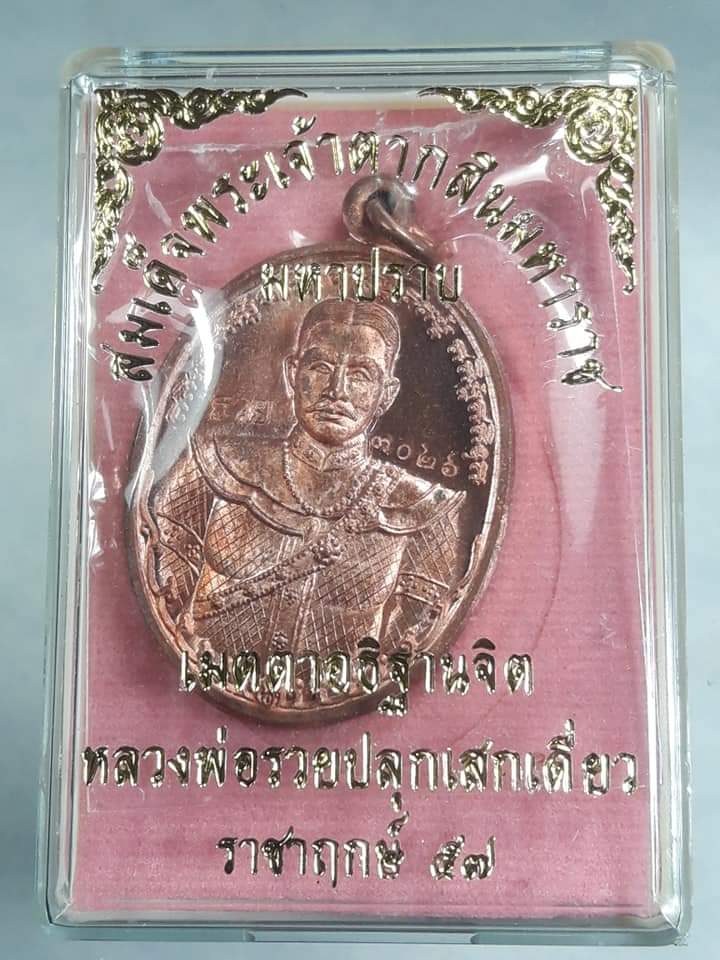 สมเด็จพระเจ้าตากสินมหาราช
มหาปราบ
๓๐๒๖
เมตตาอธิฐานจิต
หลวงพ่อรวยปลุกเสกเดี่ยว
ราชาฤกษ์ ๕๗